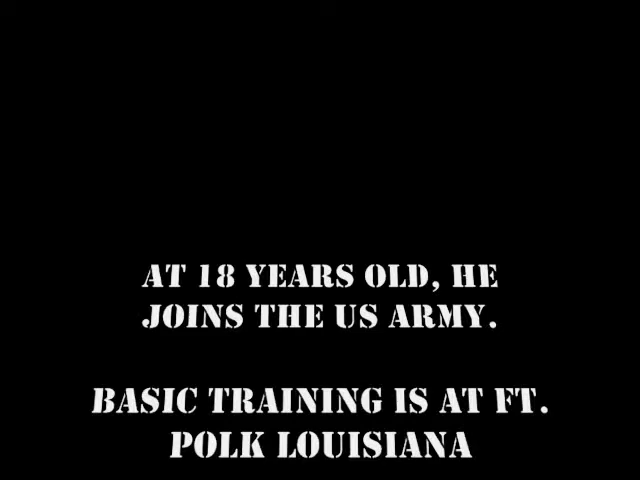 AT 18 YEARS OLD, HE
JOINS THE US ARMY.
BASIC TRAINING IS AT FT.
POLK LOUISIANA